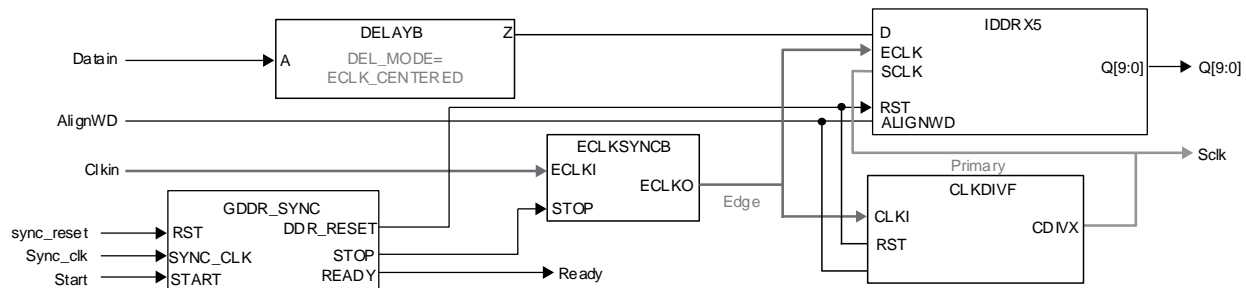 DELAYB
Z
IDDRX5
Datain
A
DEL_MODE=
ECLK_CENTERED
D
ECLK
SCLK
Q[9:0]
Q[9:0]
RST
AlignWD
ALIGNWD
ECLKSYNCB
Clkin
ECLKI
Primary
Sclk
ECLKO
Edge
CLKDIVF
GDDR_SYNC
STOP
CLKI
sync_reset
RST
DDR_RESET
CDIVX
Sync_clk
SYNC_CLK
STOP
RST
Start
START
READY
Ready